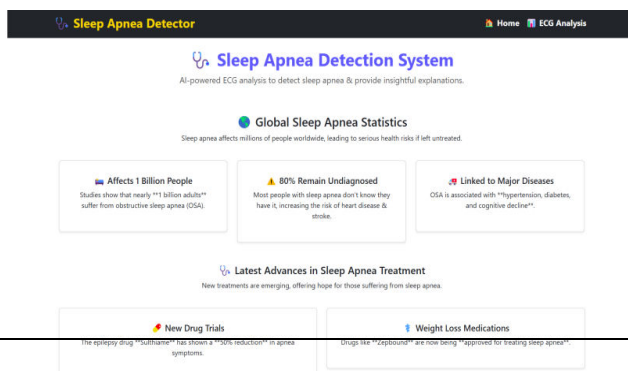 Sleep Apnea Detector
Home ECG Analysis
Sleep Apnea Detection System
AI-powered ECG analysis to detect sleep apnea & provide insightful explanations.
Global Sleep Apnea Statistics
Sleep apnea affects millions of people worldwide, leading to serious health risks if left untreated.
Affects 1 Billion People
Studies show that nearly **1 billion adults**
suffer from obstructive sleep apnea (OSA).
80% Remain Undiagnosed
Most people with sleep apnea don't know they
have it, increasing the risk of heart disease &
stroke.
Linked to Major Diseases
OSA is associated with **hypertension, diabetes,
and cognitive decline**.
Latest Advances in Sleep Apnea Treatment
New treatments are emerging, offering hope for those suffering from sleep apnea.
New Drug Trials
The epilepsy drug **Sulthiame** has shown a **50% reduction** in apnea
symptoms.
Weight Loss Medications
Drugs like **Zepbound** are now being **approved for treating sleep apnea**.